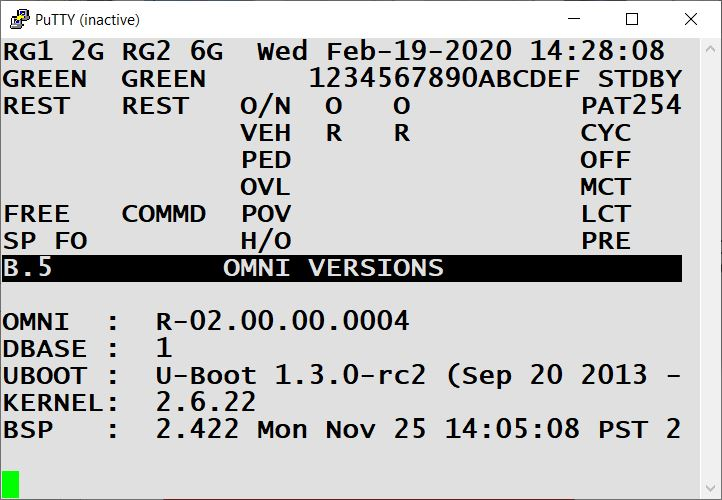 PuTTY (inactive)
RG1 2G RG2 6G  Wed Feb-19-2020 14:28:08
GREEN  GREEN      1234567890ABCDEF STDBY
REST   REST   O/N  O   O          PAT254
              VEH  R   R          CYC
              PED                 OFF
              OVL                 MCT
FREE   COMMD  POV                 LCT
SP FO         H/O                 PRE
B.5          OMNI VERSIONS
OMNI  :  R-02.00.00.0004
DBASE :  1
UBOOT :  U-Boot 1.3.0-rc2 (Sep 20 2013 -
KERNEL:  2.6.22
BSP   :  2.422 Mon Nov 25 14:05:08 PST 2